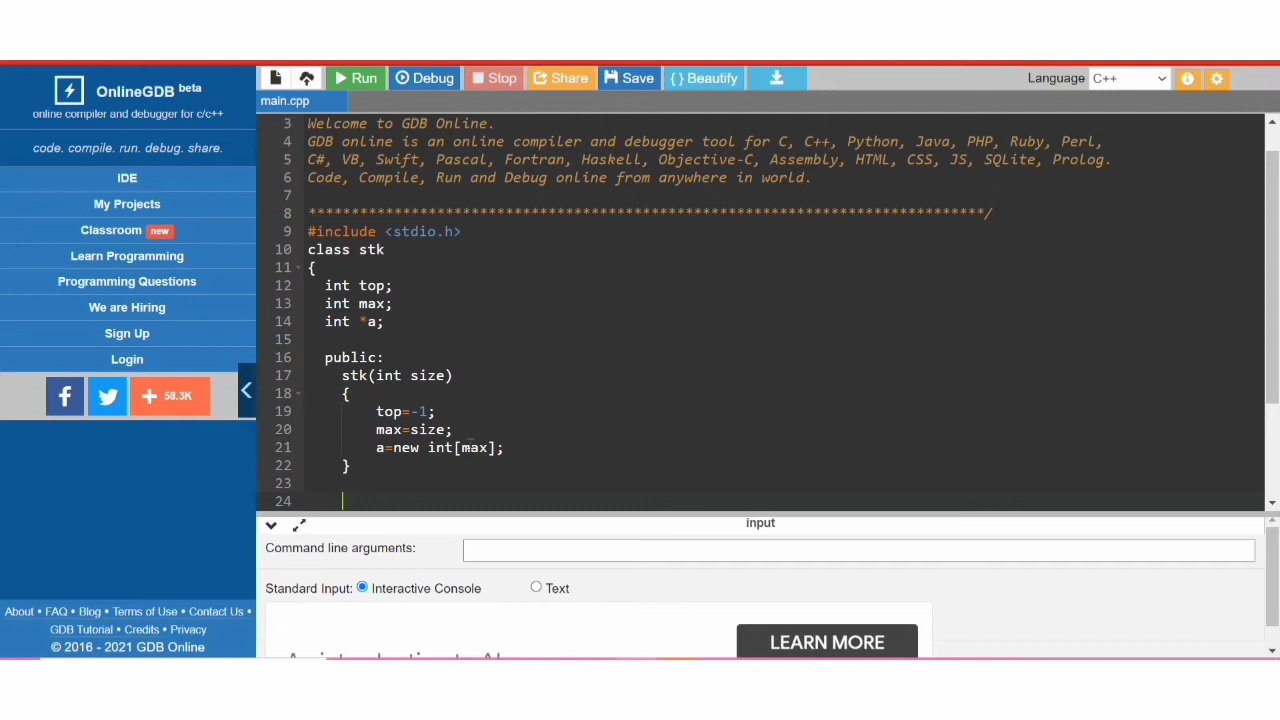 OnlineGDB beta
online compiler and debugger for c/c++
code. compile. run. debug. share.
IDE
My Projects
Classroom new
Learn Programming
Programming Questions
We are Hiring
Sign Up
Login
58.3K
About • FAQ • Blog • Terms of Use • Contact Us •
GDB Tutorial • Credits • Privacy
© 2016 - 2021 GDB Online
Run Debug Stop Share Save { } Beautify Language C++
main.cpp
3 Welcome to GDB Online.
4 GDB online is an online compiler and debugger tool for C, C++, Python, Java, PHP, Ruby, Perl,
5 C#, VB, Swift, Pascal, Fortran, Haskell, Objective-C, Assembly, HTML, CSS, JS, SQLite, Prolog.
6 Code, Compile, Run and Debug online from anywhere in world.
7
8 *******************************************************************************/
9 #include <stdio.h>
10 class stk
11 {
12 int top;
13 int max;
14 int *a;
15
16 public:
17 stk(int size)
18 {
19 top=-1;
20 max=size;
21 a=new int[max];
22 }
23
24
input
Command line arguments:
Standard Input: Interactive Console Text
LEARN MORE